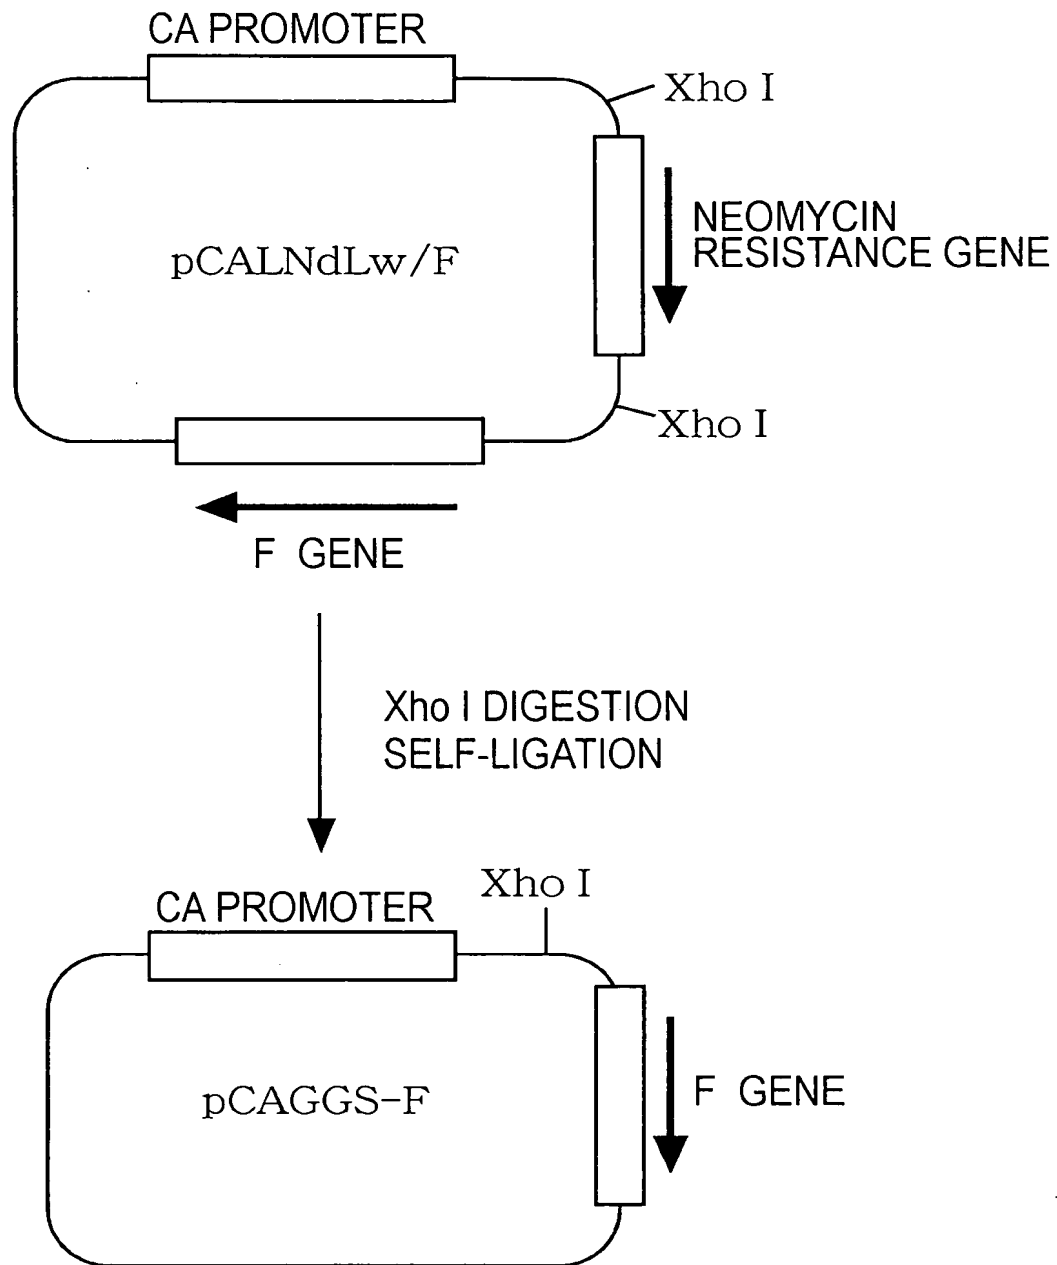 CA PROMOTER
Xho I
NEOMYCIN
RESISTANCE GENE
pCALNdLw/F
Xho I
F GENE
Xho I DIGESTION
SELF-LIGATION
Xho I
CA PROMOTER
pCAGGS-F
F GENE